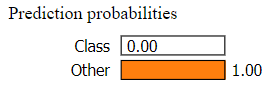 Prediction probabilities
Class 0.00
Other 1.00